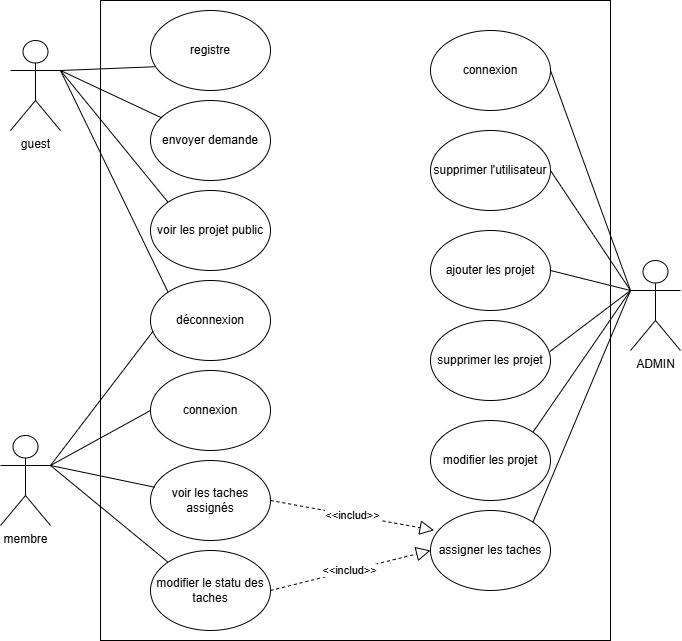 registre
connexion
guest
envoyer demande
supprimer l'utilisateur
voir les projet public
ajouter les projet
déconnexion
supprimer les projet
ADMIN
connexion
modifier les projet
membre
voir les taches
assignés
<<includ>>
assigner les taches
<<includ>>
modifier le statu des
taches